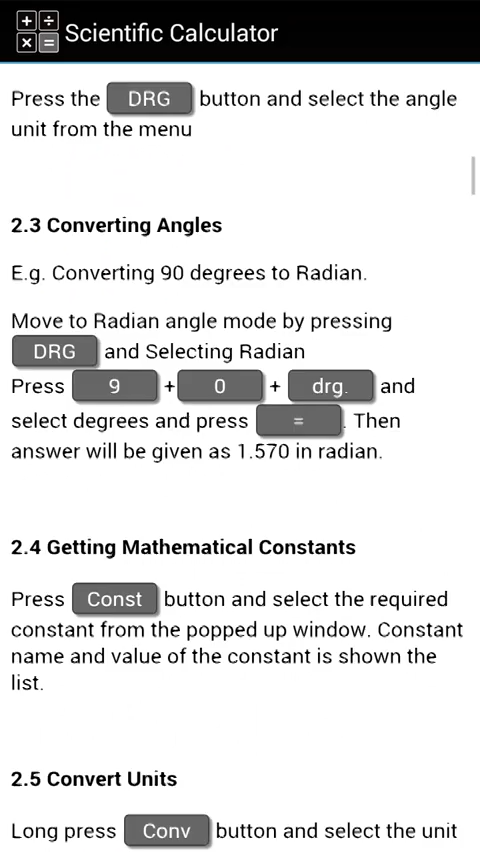 + ÷
× =
Scientific Calculator
Press the DRG button and select the angle
unit from the menu
2.3 Converting Angles
E.g. Converting 90 degrees to Radian.
Move to Radian angle mode by pressing
DRG and Selecting Radian
Press 9 + 0 + drg. and
select degrees and press = . Then
answer will be given as 1.570 in radian.
2.4 Getting Mathematical Constants
Press Const button and select the required
constant from the popped up window. Constant
name and value of the constant is shown the
list.
2.5 Convert Units
Long press Conv button and select the unit